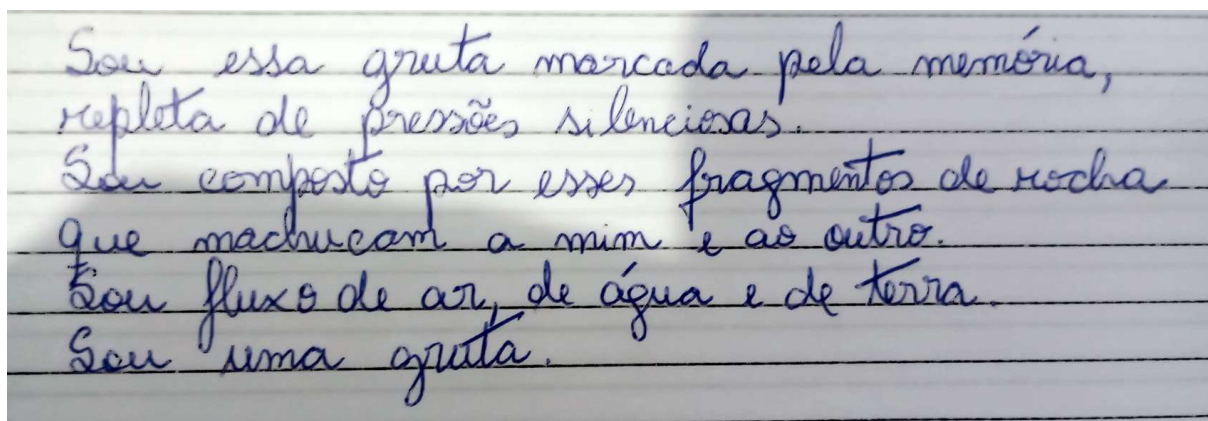 Sou essa gruta marcada pela memória,
repleta de pressões silenciosas.
Sou composto por esses fragmentos de rocha
que machucam a mim e ao outro.
Sou fluxo de ar, de água e de terra.
Sou uma gruta.